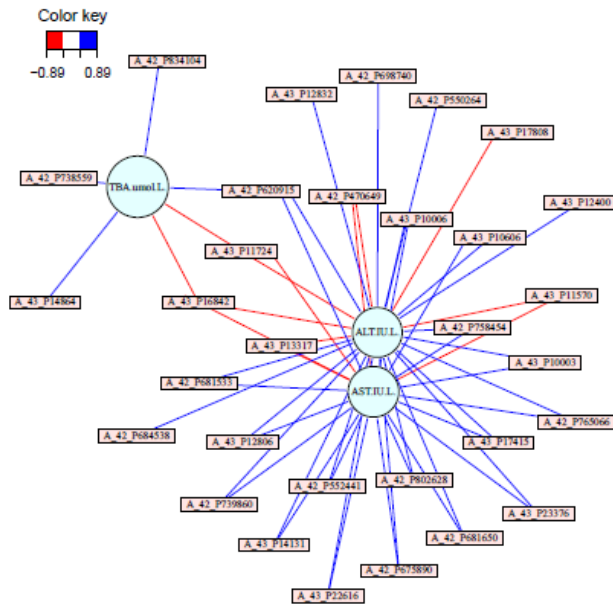 Color key
−0.89 0.89
A_42_P834104
A_42_P698740
A_43_P12832
A_42_P550264
A_43_P17808
A_42_P738559
TBA.umol.L.
A_42_P620915
A_42_P470649
A_43_P10006
A_43_P12400
A_43_P10606
A_43_P11724
A_43_P14864
A_43_P16842
A_43_P11570
ALT.IU.L.
A_42_P758454
A_43_P13317
A_43_P10003
A_42_P681533
AST.IU.L.
A_42_P765066
A_42_P684538
A_43_P12806
A_43_P17415
A_42_P802628
A_42_P552441
A_42_P739860
A_43_P23376
A_42_P681650
A_43_P14131
A_42_P675890
A_43_P22616